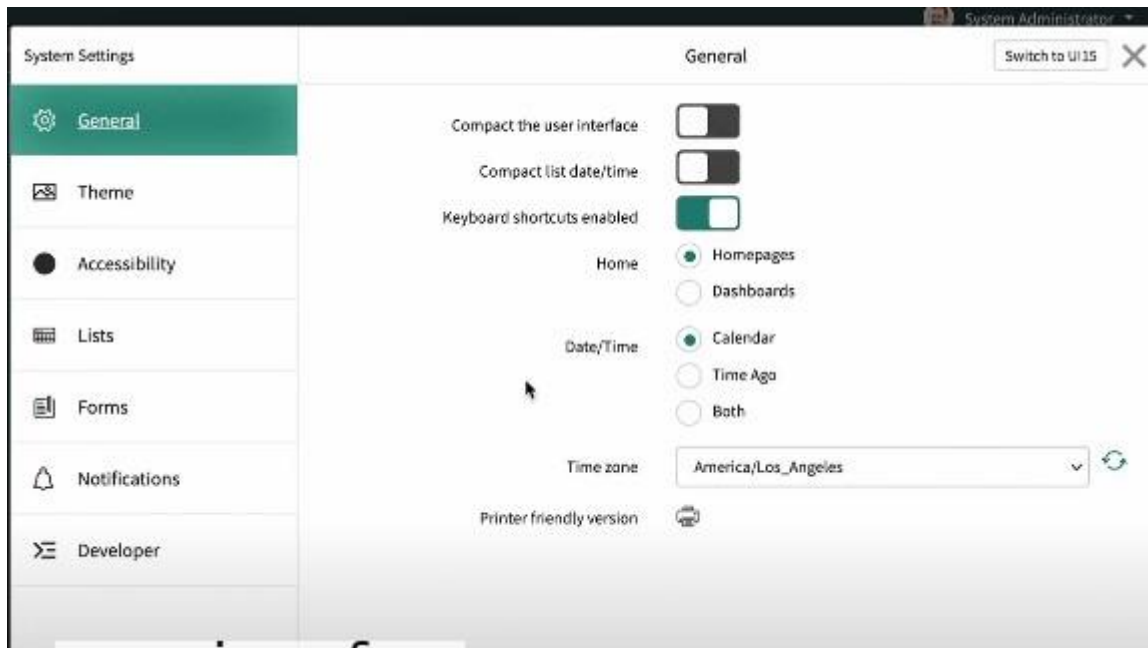 System Administrator
System Settings
General
Switch to UI15
General
Theme
Accessibility
Lists
Forms
Notifications
Developer
Compact the user interface
Compact list date/time
Keyboard shortcuts enabled
Home
Homepages
Dashboards
Date/Time
Calendar
Time Ago
Both
Time zone
America/Los_Angeles
Printer friendly version